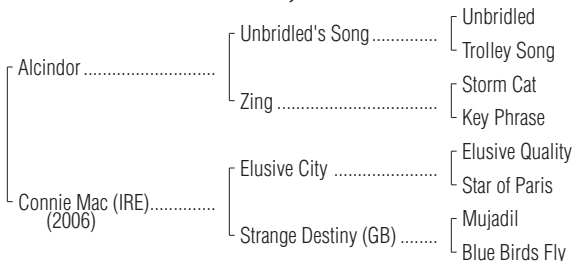 Unbridled
Unbridled's Song..............
Trolley Song
Alcindor...........................
Storm Cat
Zing.................................
Key Phrase
Elusive Quality
Elusive City.....................
Star of Paris
Connie Mac (IRE).............
(2006)
Mujadil
Strange Destiny (GB)........
Blue Birds Fly